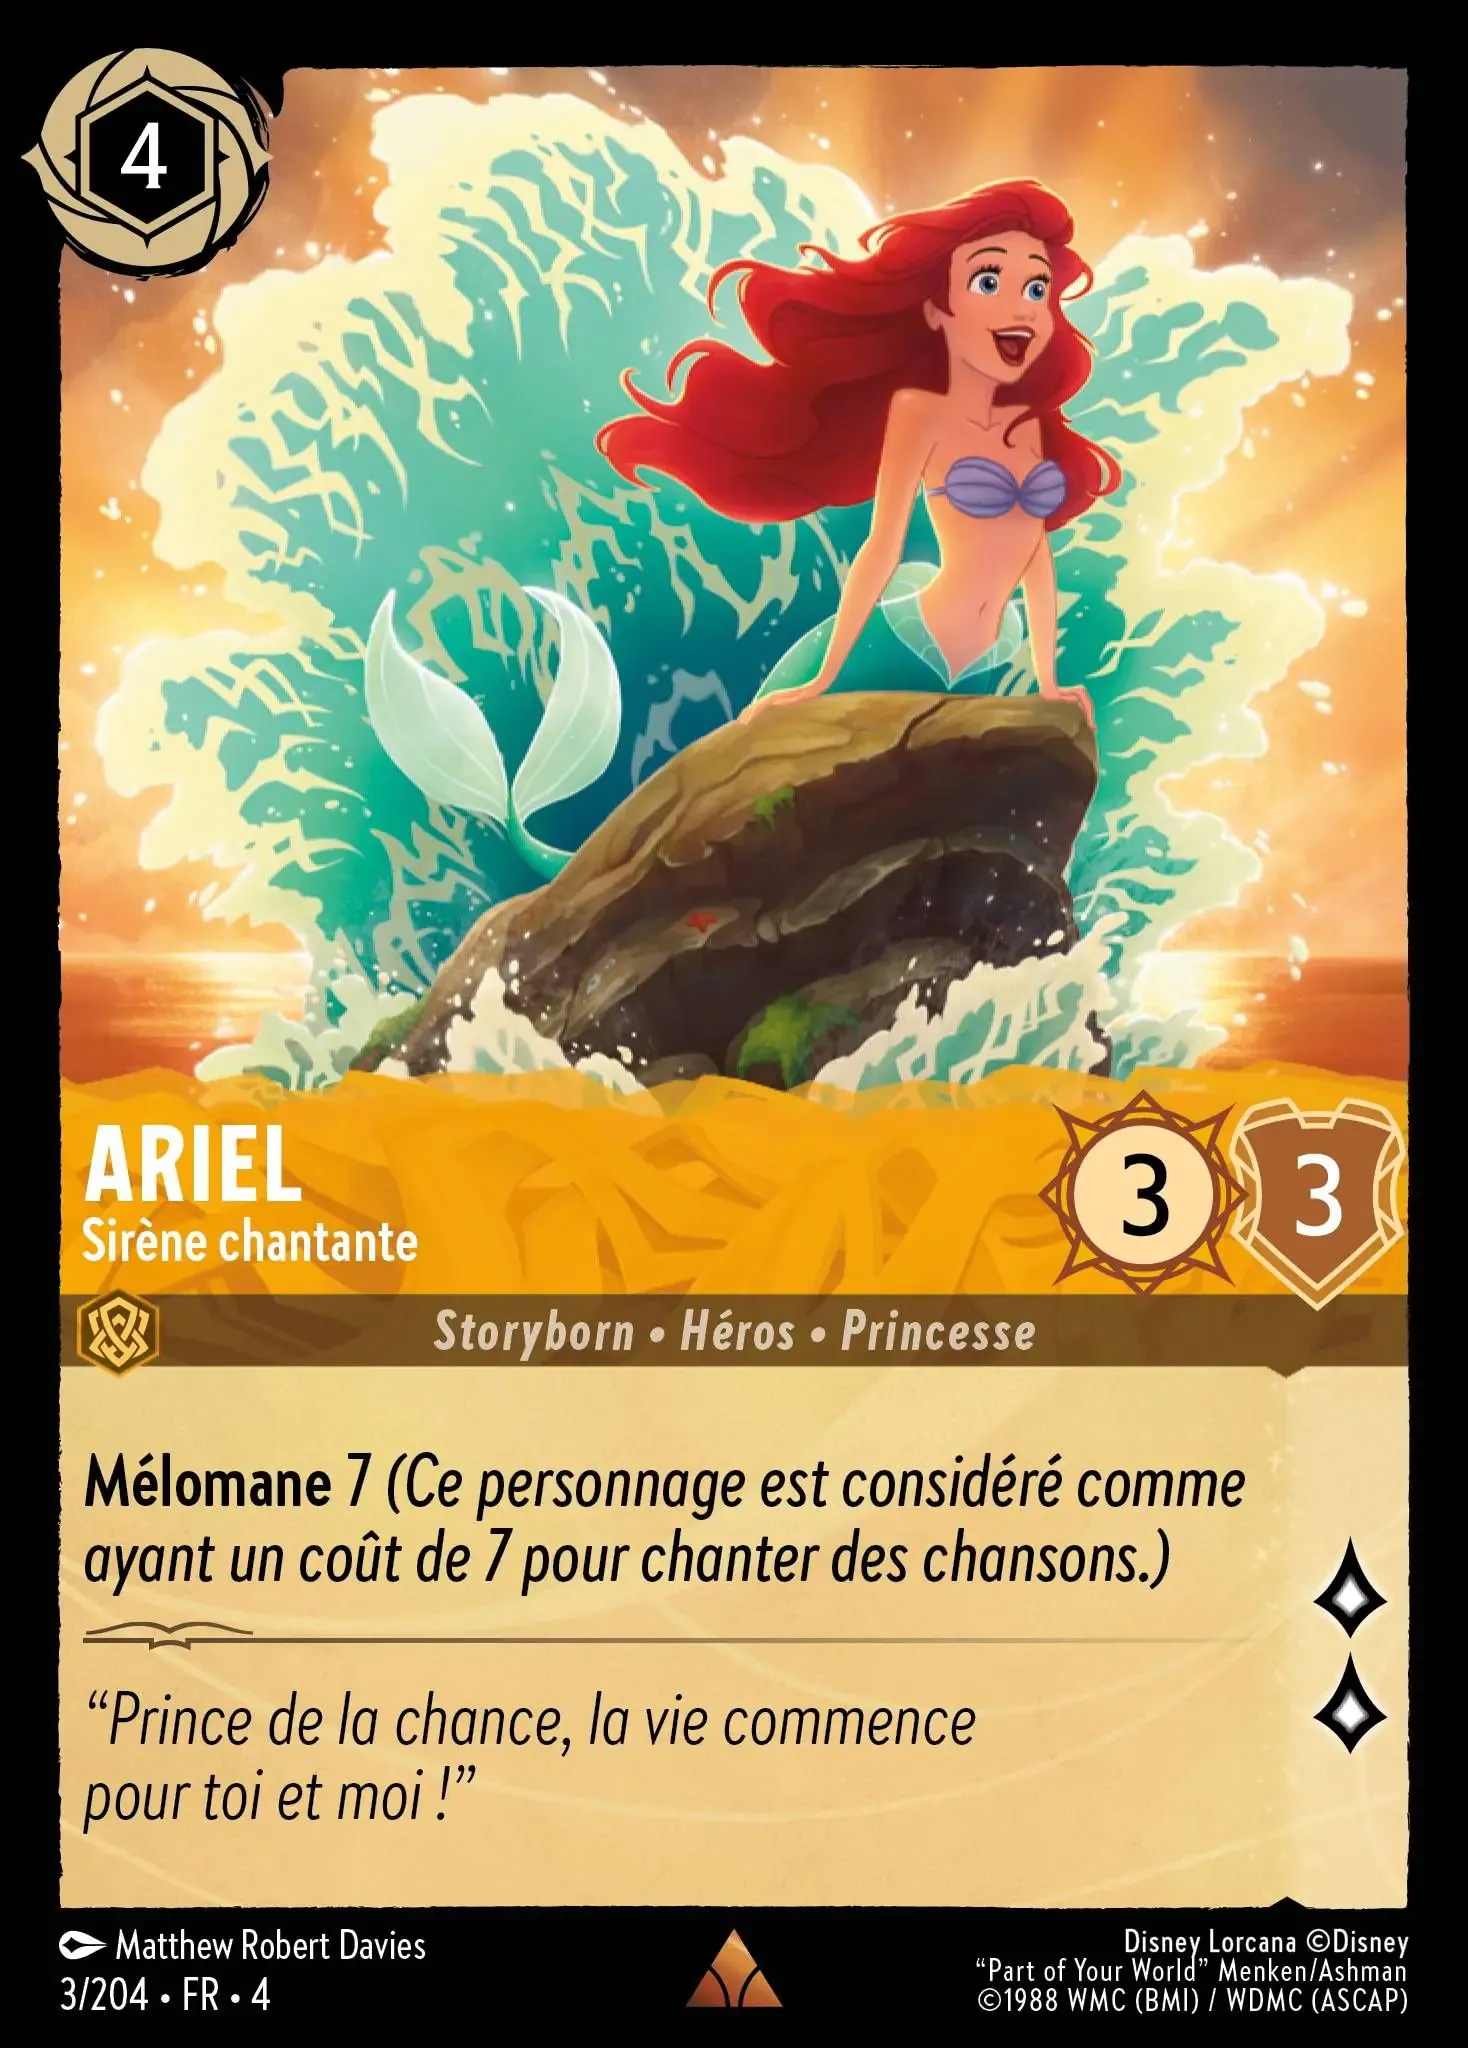 4
ARIEL
Sirène chantante
3
3
Storyborn • Héros • Princesse
Mélomane 7 (Ce personnage est considéré comme
ayant un coût de 7 pour chanter des chansons.)
“Prince de la chance, la vie commence
pour toi et moi !”
Matthew Robert Davies
3/204 • FR • 4
Disney Lorcana ©Disney
“Part of Your World” Menken/Ashman
©1988 WMC (BMI) / WDMC (ASCAP)